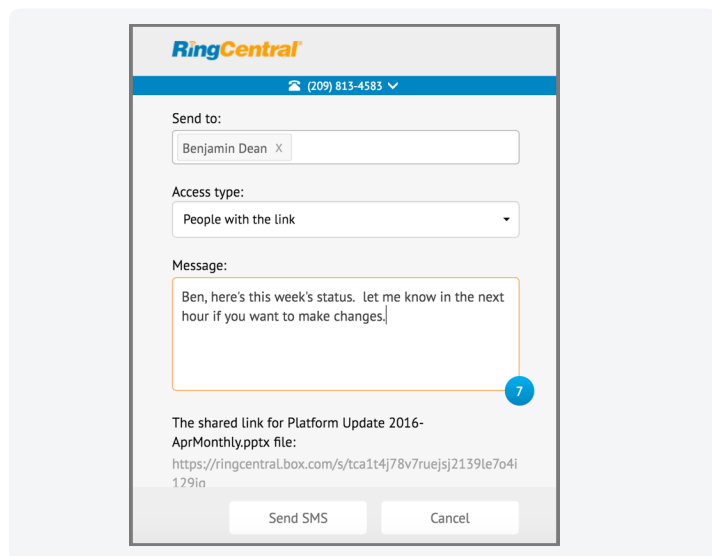 RingCentral®
(209) 813-4583
Send to:
Benjamin Dean X
Access type:
People with the link
Message:
Ben, here's this week's status.  let me know in the next
hour if you want to make changes.
7
The shared link for Platform Update 2016-
AprMonthly.pptx file:
https://ringcentral.box.com/s/tca1t4j78v7ruejsj2139le7o4i
Send SMS Cancel